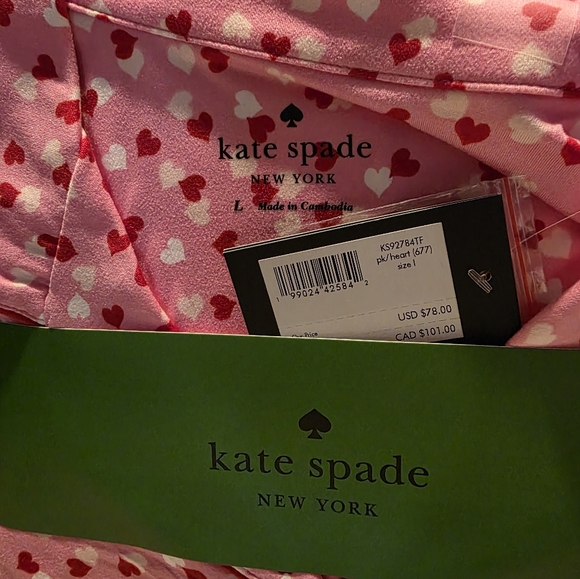 kate spade
NEW YORK
L Made in Cambodia
KS92784TF
pk/heart (677)
size l
1 99024 42584 2
Price
USD $78.00
CAD $101.00
kate spade
NEW YORK